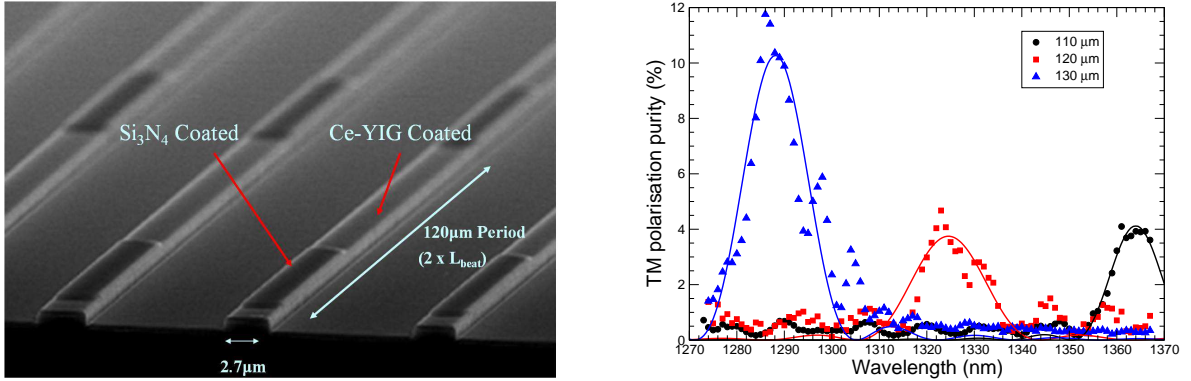 Si₃N₄ Coated
Ce-YIG Coated
120μm Period
(2 x L_beat)
2.7μm
TM polarisation purity (%)
12
10
8
6
4
2
0
110 μm
120 μm
130 μm
1270 1280 1290 1300 1310 1320 1330 1340 1350 1360 1370
Wavelength (nm)